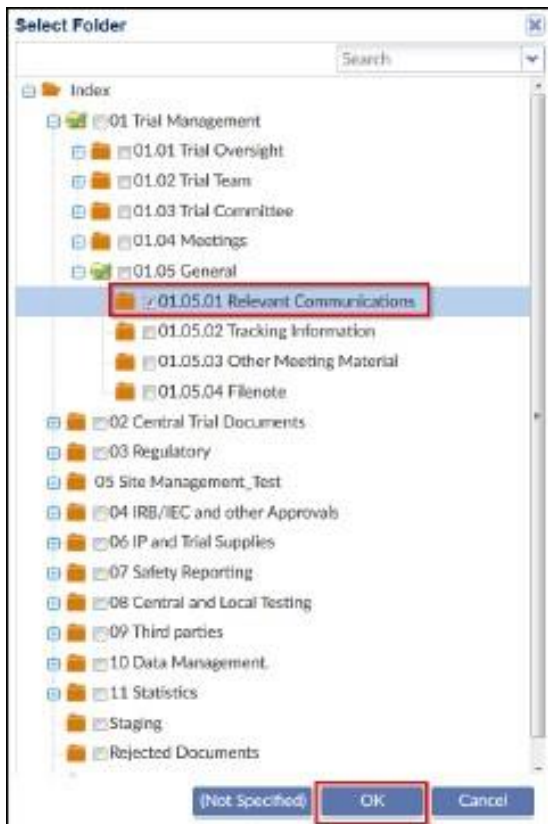 Select Folder
Search
Index
01 Trial Management
01.01 Trial Oversight
01.02 Trial Team
01.03 Trial Committee
01.04 Meetings
01.05 General
01.05.01 Relevant Communications
01.05.02 Tracking Information
01.05.03 Other Meeting Material
01.05.04 Filenote
02 Central Trial Documents
03 Regulatory
05 Site Management_Test
04 IRB/IEC and other Approvals
06 IP and Trial Supplies
07 Safety Reporting
08 Central and Local Testing
09 Third parties
10 Data Management.
11 Statistics
Staging
Rejected Documents
(Not Specified) OK Cancel